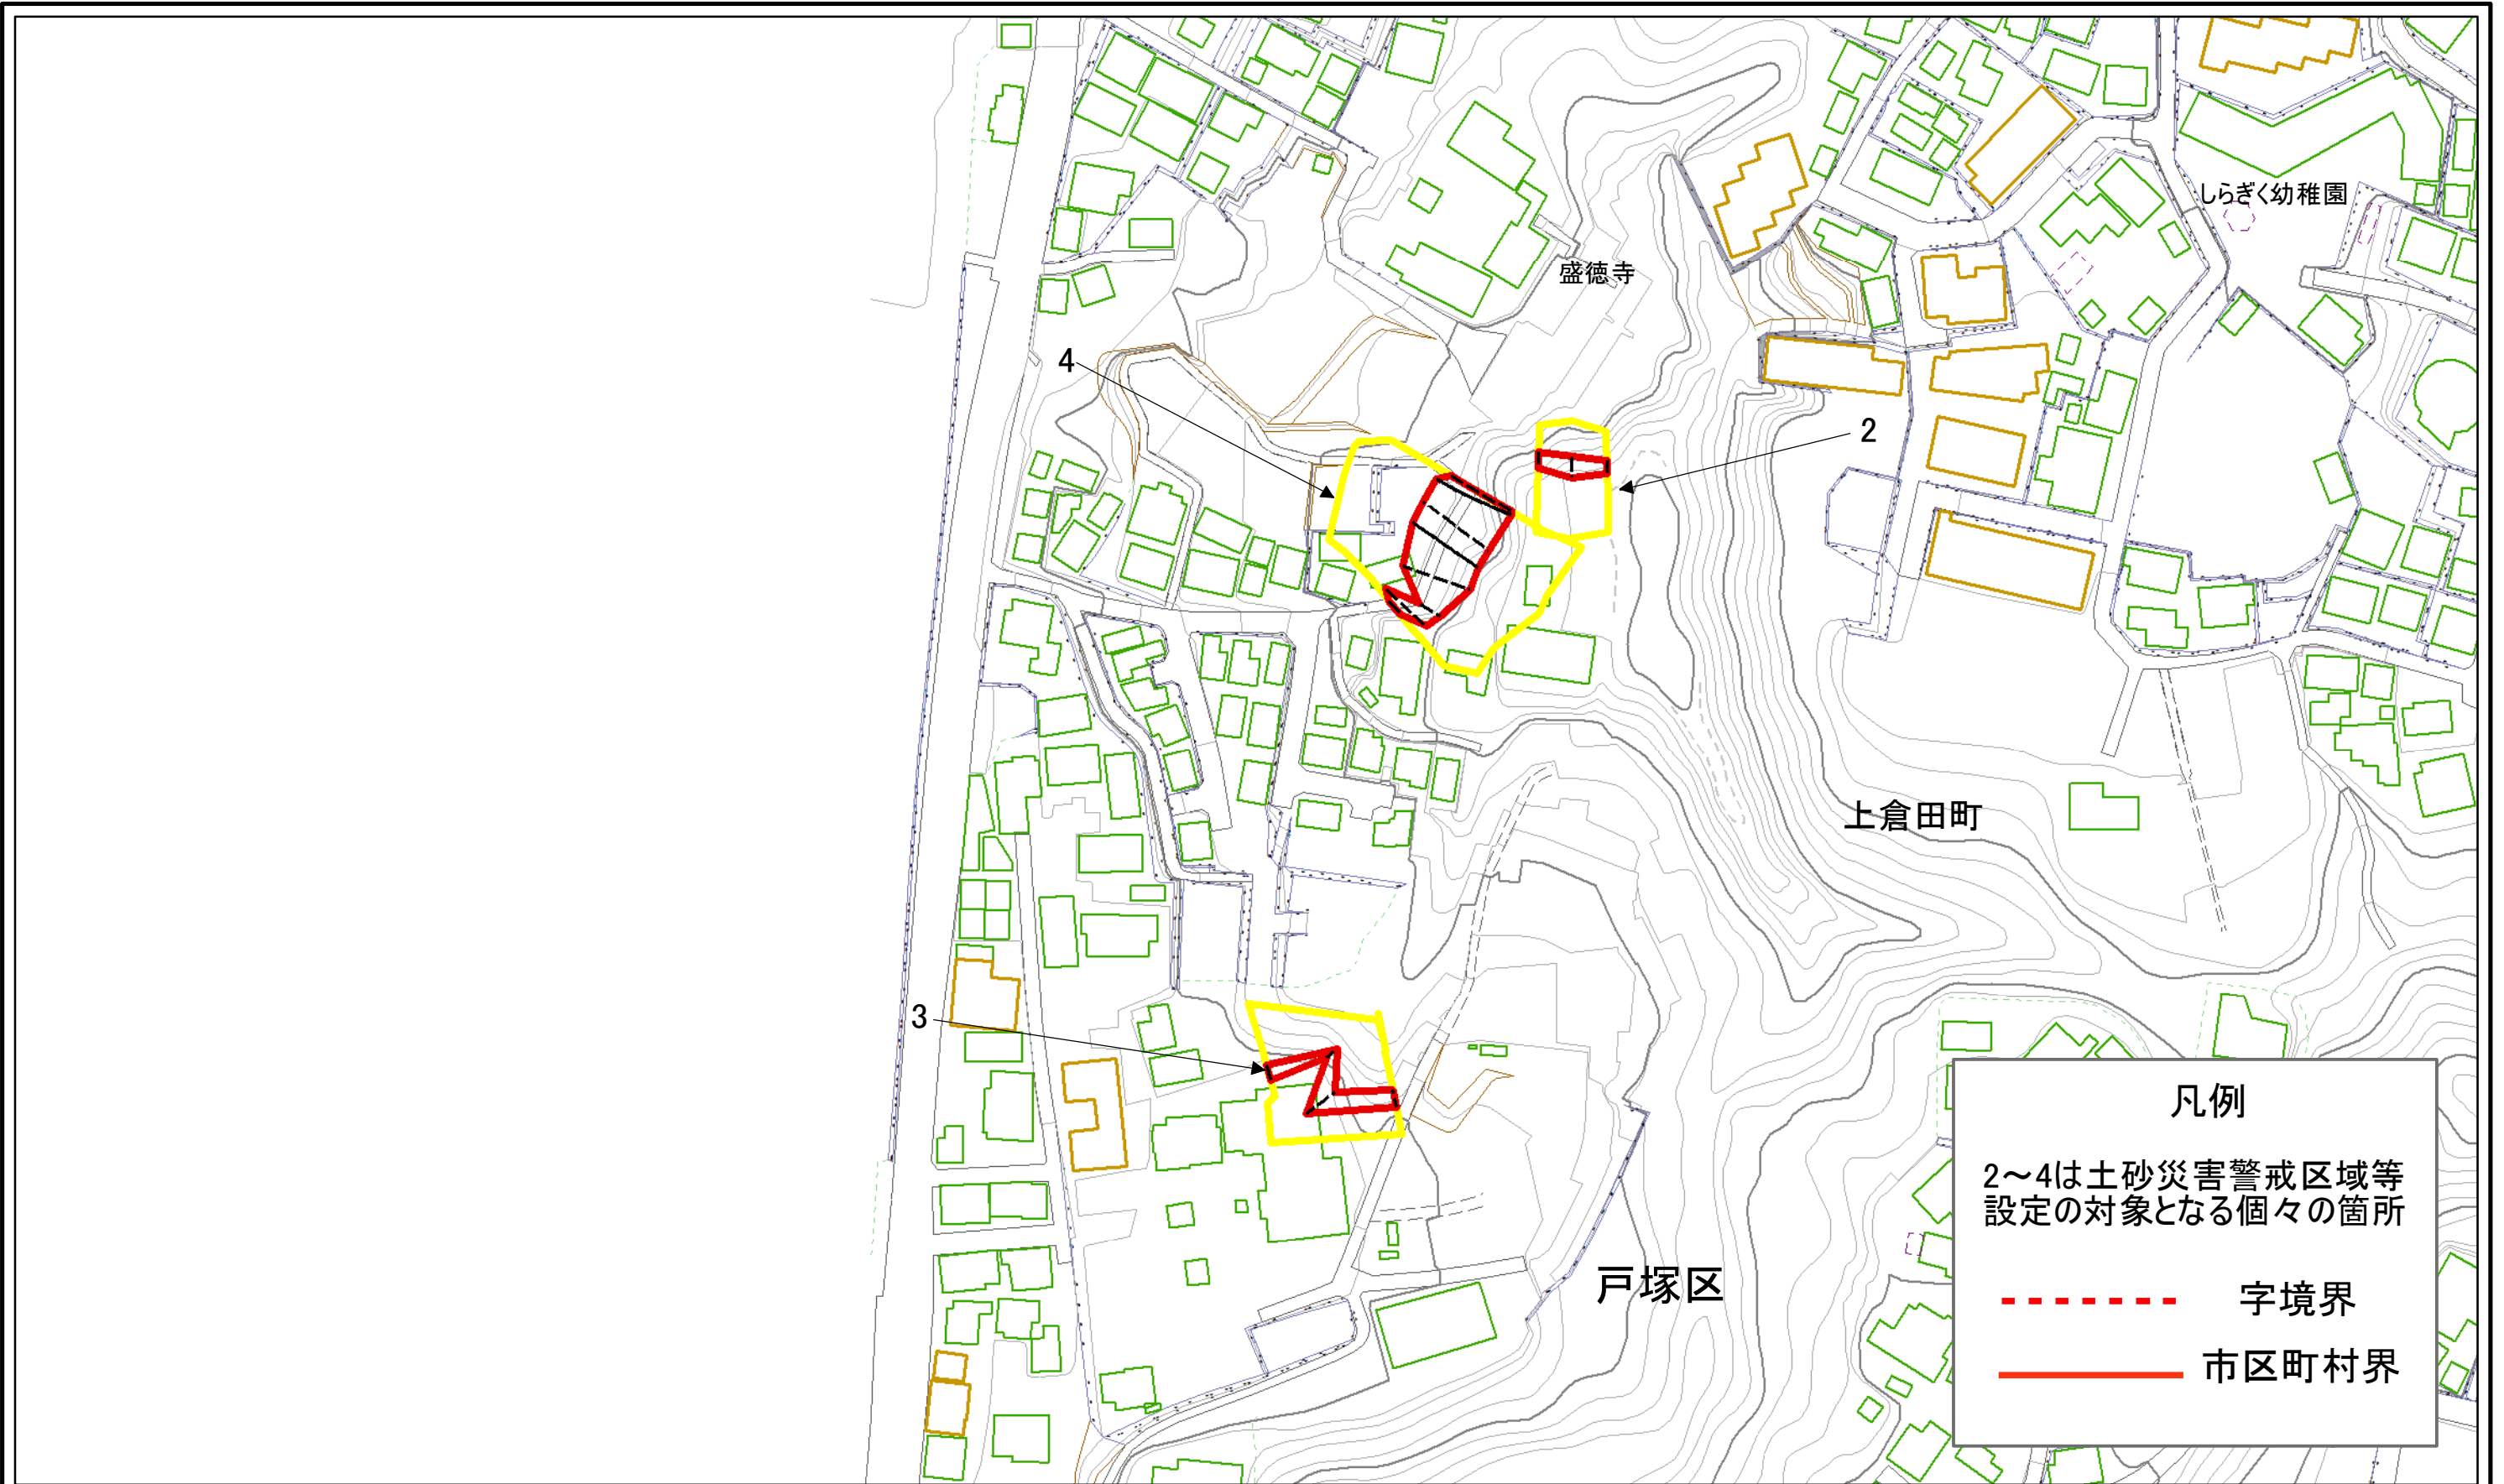 しらぎく幼稚園
盛徳寺
4
2
上倉田町
3
戸塚区
凡例
2～4は土砂災害警戒区域等
設定の対象となる個々の箇所
字境界
市区町村界